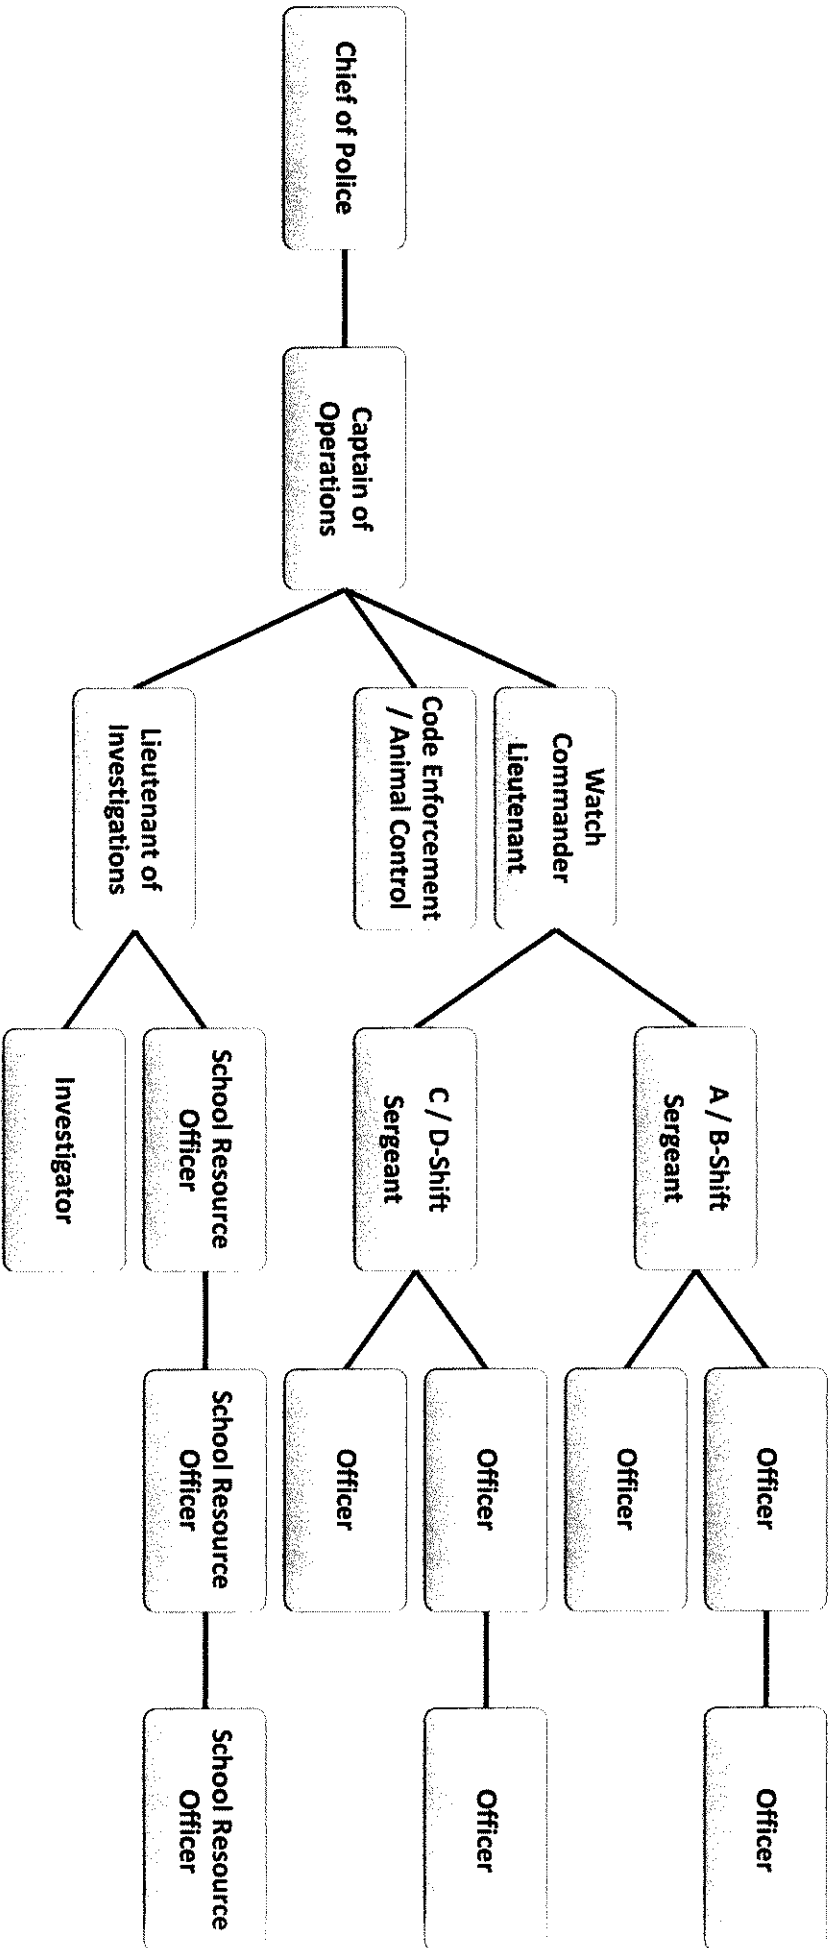 Chief of Police
Captain of
Operations
Watch
Commander
Lieutenant
Code Enforcement
/ Animal Control
Lieutenant of
Investigations
A / B-Shift
Sergeant
C / D-Shift
Sergeant
School Resource
Officer
Investigator
Officer
Officer
Officer
Officer
School Resource
Officer
Officer
Officer
School Resource
Officer